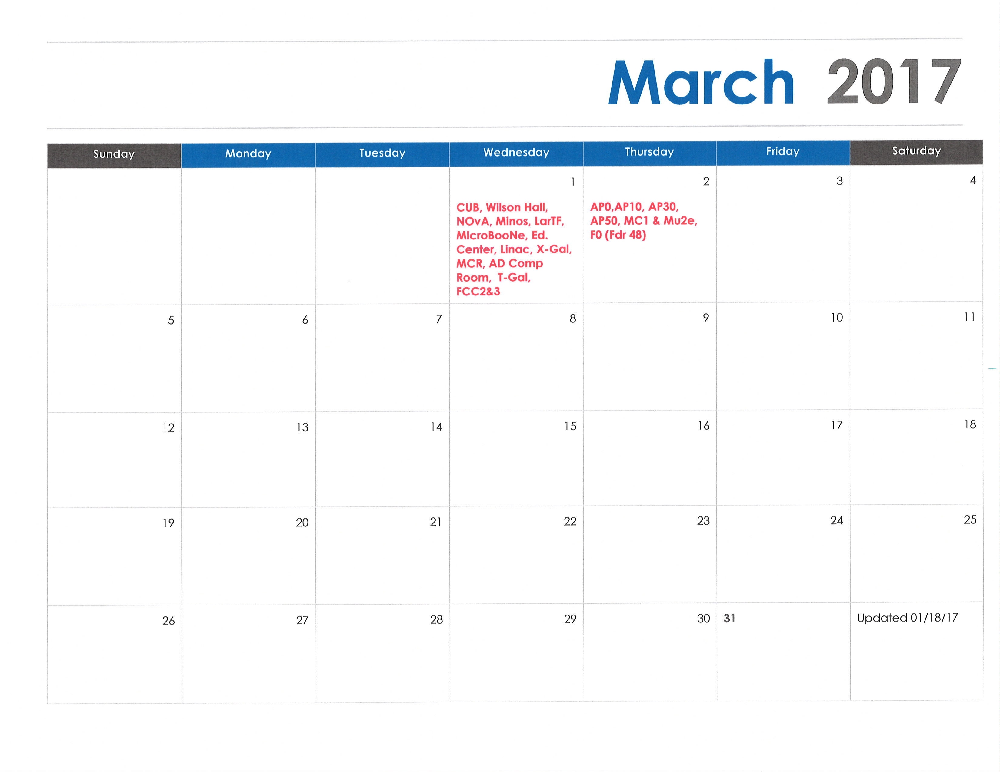 March 2017
Sunday Monday Tuesday Wednesday Thursday Friday Saturday
1 2 3 4
CUB, Wilson Hall,
NOvA, Minos, LarTF,
MicroBooNe, Ed.
Center, Linac, X-Gal,
MCR, AD Comp
Room, T-Gal,
FCC2&3
AP0,AP10, AP30,
AP50, MC1 & Mu2e,
F0 (Fdr 48)
5 6 7 8 9 10 11
12 13 14 15 16 17 18
19 20 21 22 23 24 25
26 27 28 29 30 31 Updated 01/18/17